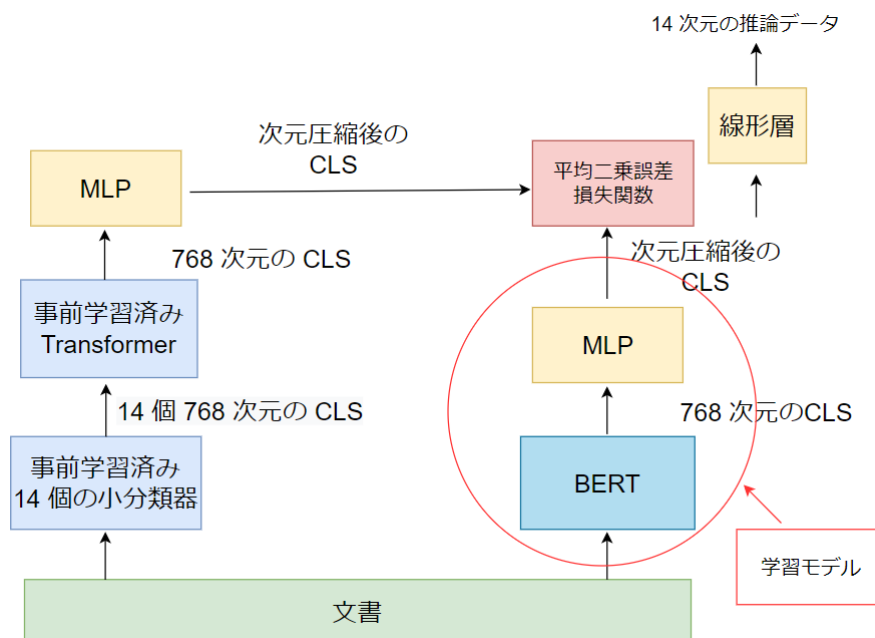 14 次元の推論データ
線形層
次元圧縮後の
CLS
平均二乗誤差
損失関数
MLP
768 次元の CLS
次元圧縮後の
CLS
事前学習済み
Transformer
MLP
14 個 768 次元の CLS
768 次元のCLS
事前学習済み
14 個の小分類器
BERT
学習モデル
文書